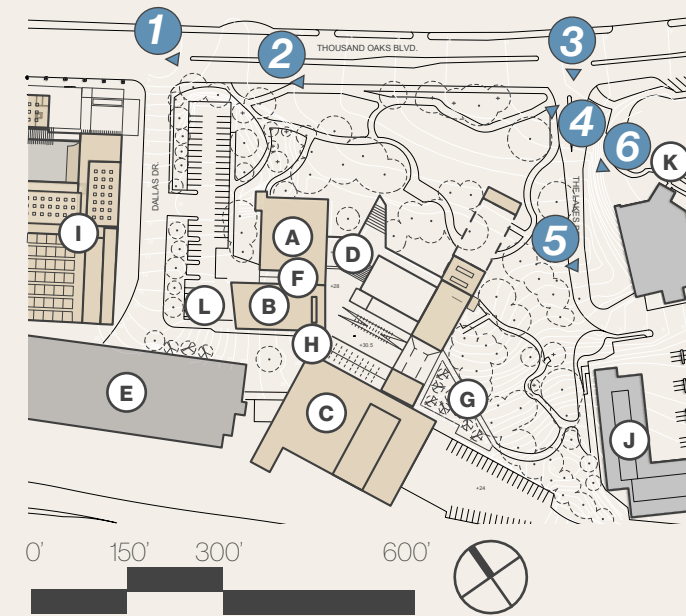 1
2
THOUSAND OAKS BLVD.
3
4
6
K
DALLAS DR.
THE LAKES
I
A
D
5
F
+28
L
B
H
+30.5
E
C
G
J
+24
0' 150' 300' 600'